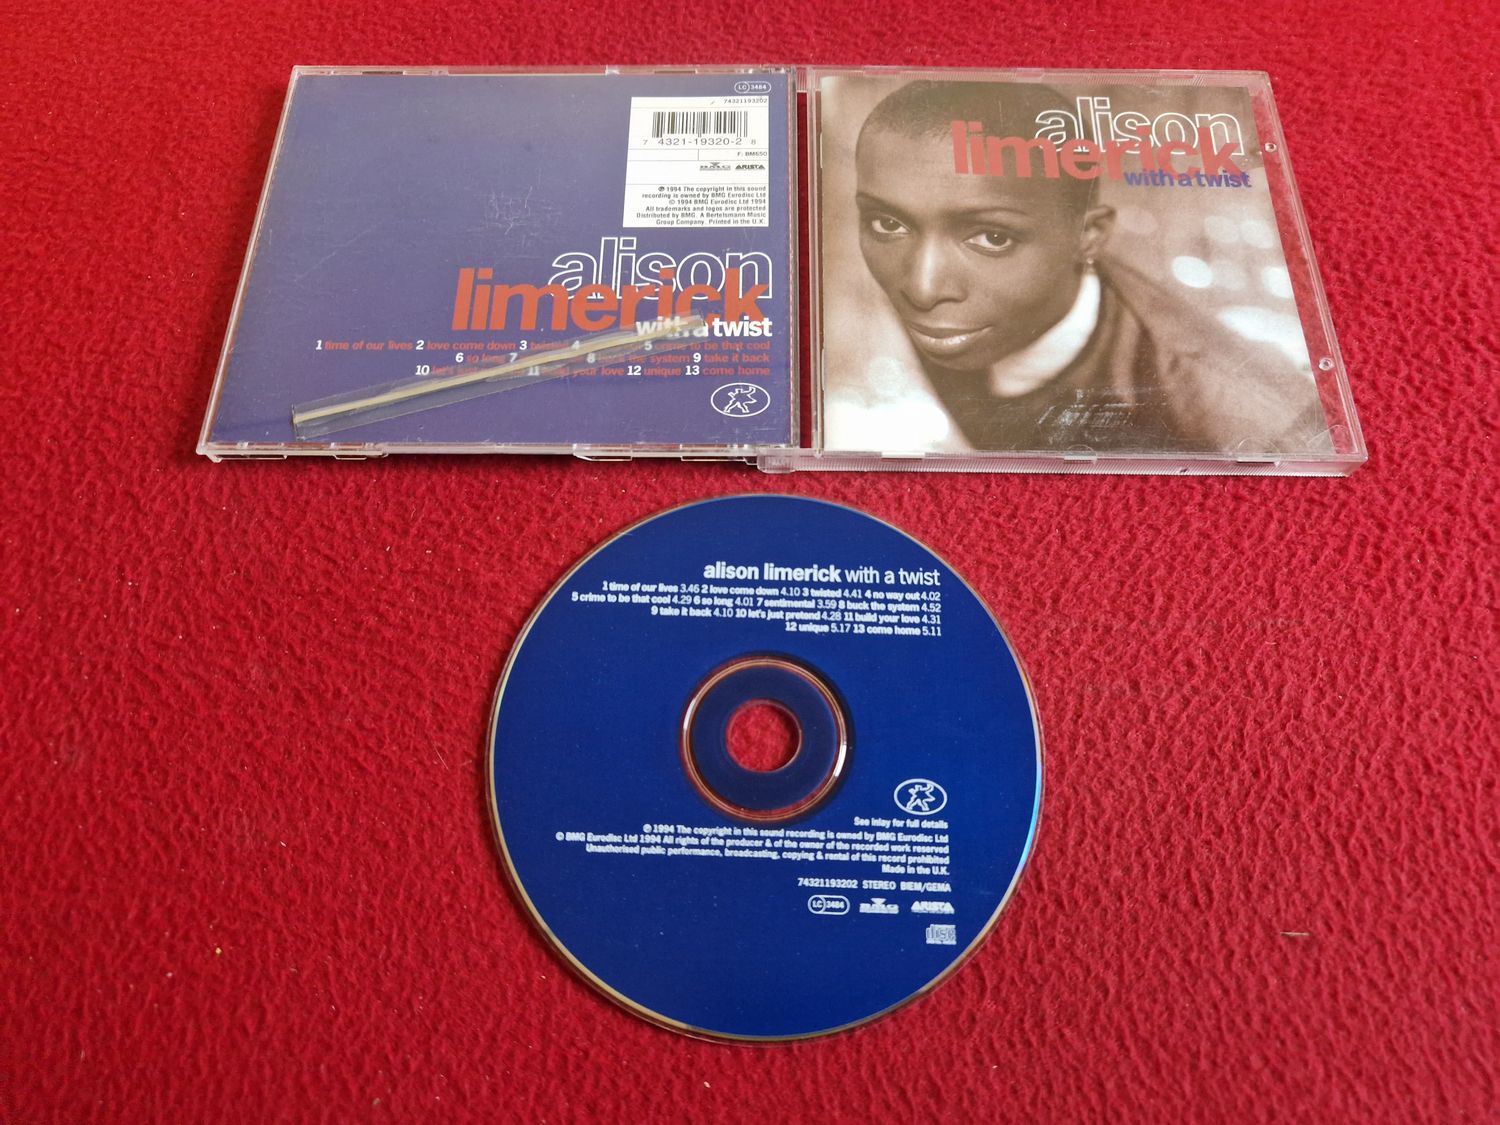 LC 3484
74321193202
7 4321-19320-2 8
F: BM650
BMG ARISTA
℗ 1994 The copyright in this sound
recording is owned by BMG Eurodisc Ltd
© 1994 BMG Eurodisc Ltd 1994
All trademarks and logos are protected
Distributed by BMG. A Bertelsmann Music
Group Company. Printed in the U.K.
alison
limerick
with a twist
1 time of our lives 2 love come down 3 twisted 4 5 crime to be that cool
6 so long 7 8 buck the system 9 take it back
10 let's just 11 build your love 12 unique 13 come home
alison
limerick
with a twist
alison limerick with a twist
1 time of our lives 3.46 2 love come down 4.10 3 twisted 4.41 4 no way out 4.02
5 crime to be that cool 4.29 6 so long 4.01 7 sentimental 3.59 8 buck the system 4.52
9 take it back 4.10 10 let's just pretend 4.28 11 build your love 4.31
12 unique 5.17 13 come home 5.11
See inlay for full details
℗ 1994 The copyright in this sound recording is owned by BMG Eurodisc Ltd
© BMG Eurodisc Ltd 1994 All rights of the producer & of the owner of the recorded work reserved
Unauthorised public performance, broadcasting, copying & rental of this record prohibited
Made in the U.K.
74321193202 STEREO BIEM/GEMA
LC 3484 BMG ARISTA
disc